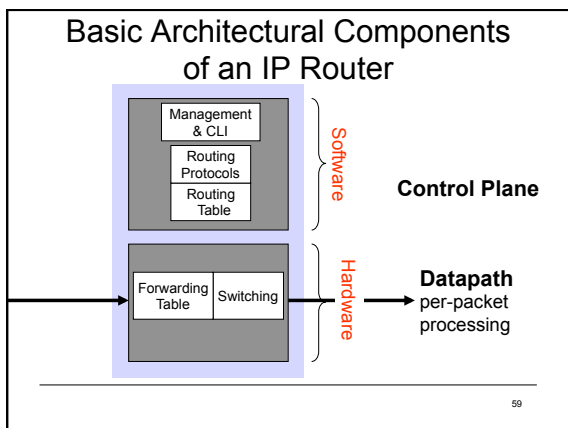 Basic Architectural Components
of an IP Router
Management
& CLI
Routing
Protocols
Routing
Table
Software
Control Plane
Forwarding
Table
Switching
Hardware
Datapath
per-packet
processing
59